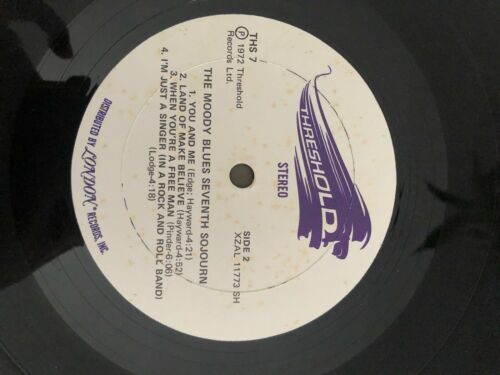 THRESHOLD
STEREO
THS 7
Ⓟ 1972 Threshold
Records Ltd.
SIDE 2
XZAL 11773 SH
THE MOODY BLUES SEVENTH SOJOURN
1. YOU AND ME (Edge; Hayward-4:21)
2. LAND OF MAKE BELIEVE (Hayward-4:52)
3. WHEN YOU'RE A FREE MAN (Pinder-6:06)
4. I'M JUST A SINGER (IN A ROCK AND ROLL BAND)
(Lodge-4:18)
DISTRIBUTED BY LONDON RECORDS, INC.